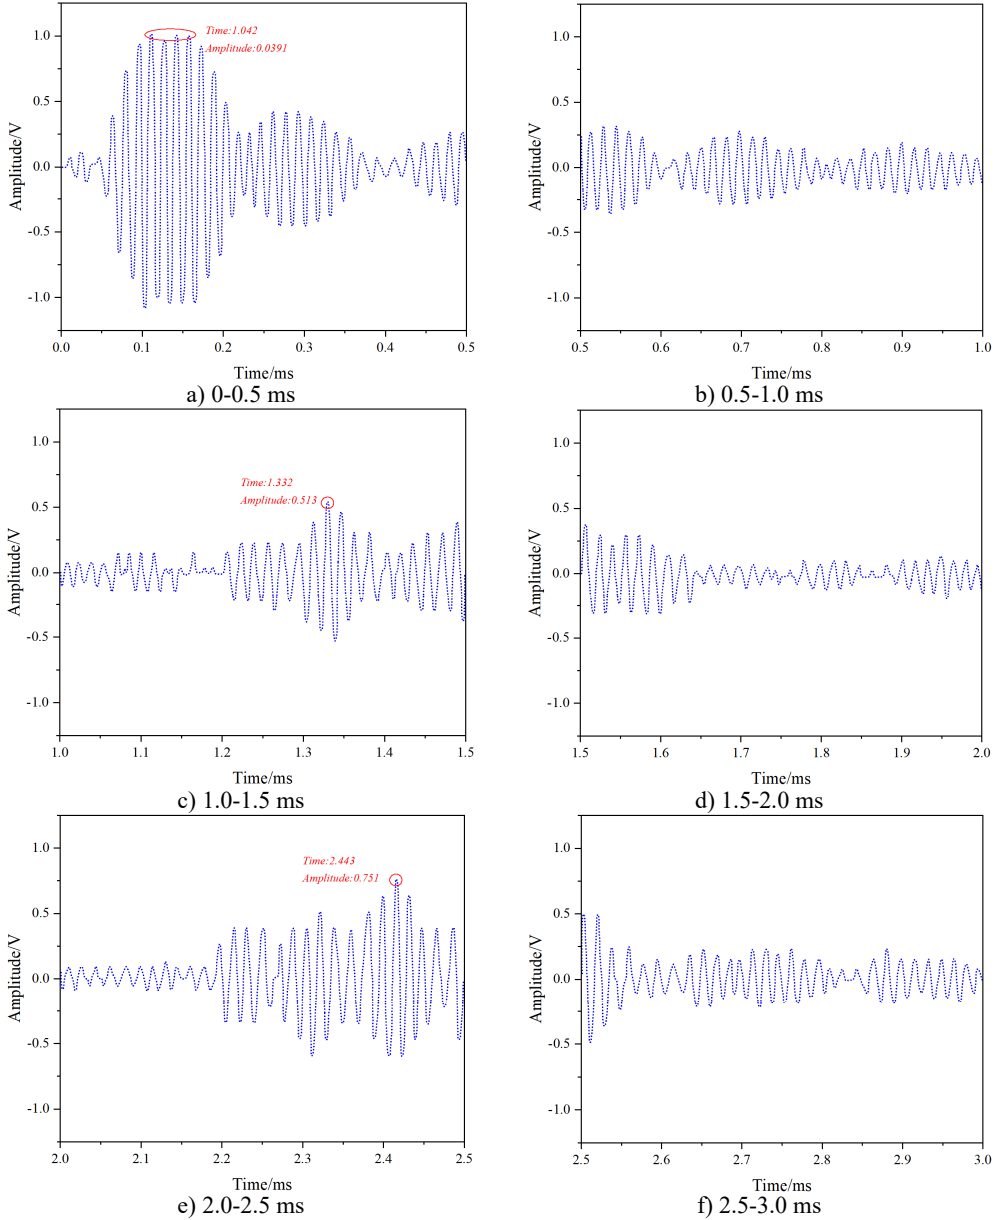 Time:1.042
Amplitude:0.0391
1.0
0.5
0.0
-0.5
-1.0
Amplitude/V
0.0 0.1 0.2 0.3 0.4 0.5
Time/ms
a) 0-0.5 ms
1.0
0.5
0.0
-0.5
-1.0
Amplitude/V
0.5 0.6 0.7 0.8 0.9 1.0
Time/ms
b) 0.5-1.0 ms
1.0
0.5
0.0
-0.5
-1.0
Amplitude/V
Time:1.332
Amplitude:0.513
1.0 1.1 1.2 1.3 1.4 1.5
Time/ms
c) 1.0-1.5 ms
1.0
0.5
0.0
-0.5
-1.0
Amplitude/V
1.5 1.6 1.7 1.8 1.9 2.0
Time/ms
d) 1.5-2.0 ms
1.0
0.5
0.0
-0.5
-1.0
Amplitude/V
Time:2.443
Amplitude:0.751
2.0 2.1 2.2 2.3 2.4 2.5
Time/ms
e) 2.0-2.5 ms
1.0
0.5
0.0
-0.5
-1.0
Amplitude/V
2.5 2.6 2.7 2.8 2.9 3.0
Time/ms
f) 2.5-3.0 ms